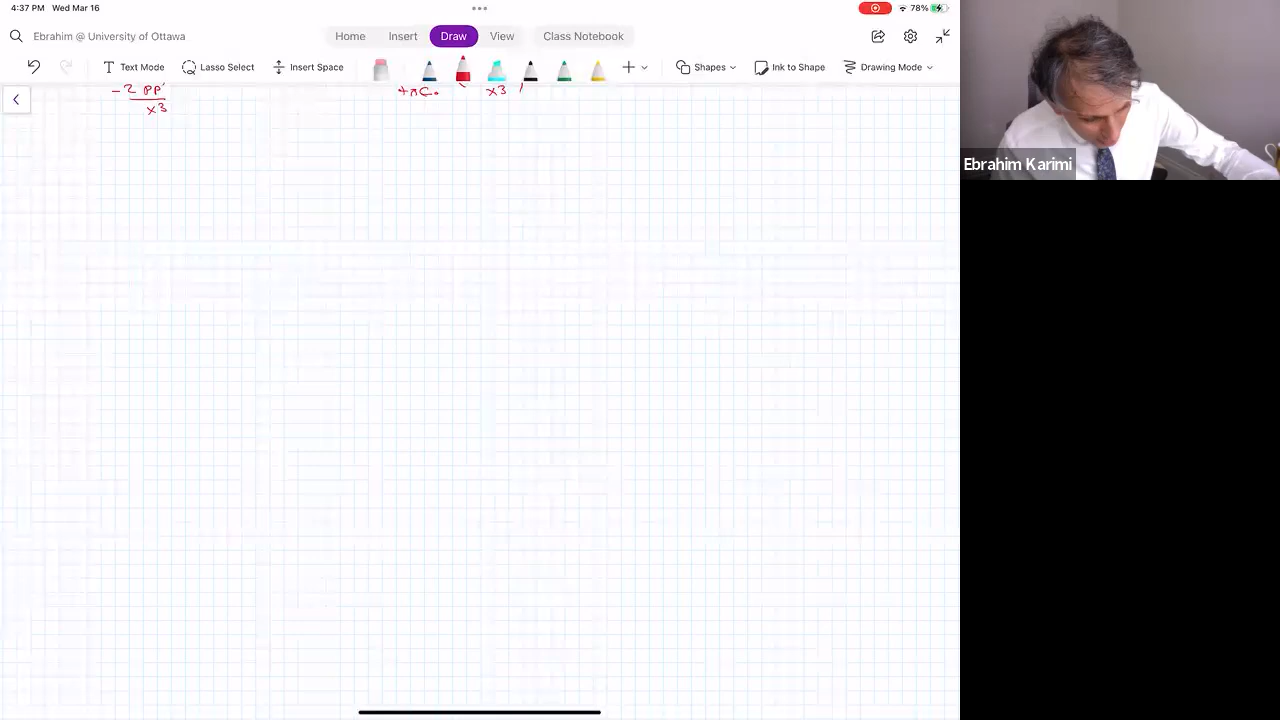 4:37 PM Wed Mar 16
78%
Ebrahim @ University of Ottawa
Home Insert Draw View Class Notebook
Text Mode Lasso Select Insert Space Shapes Ink to Shape Drawing Mode
-2 PP'
x3
x3
Ebrahim Karimi